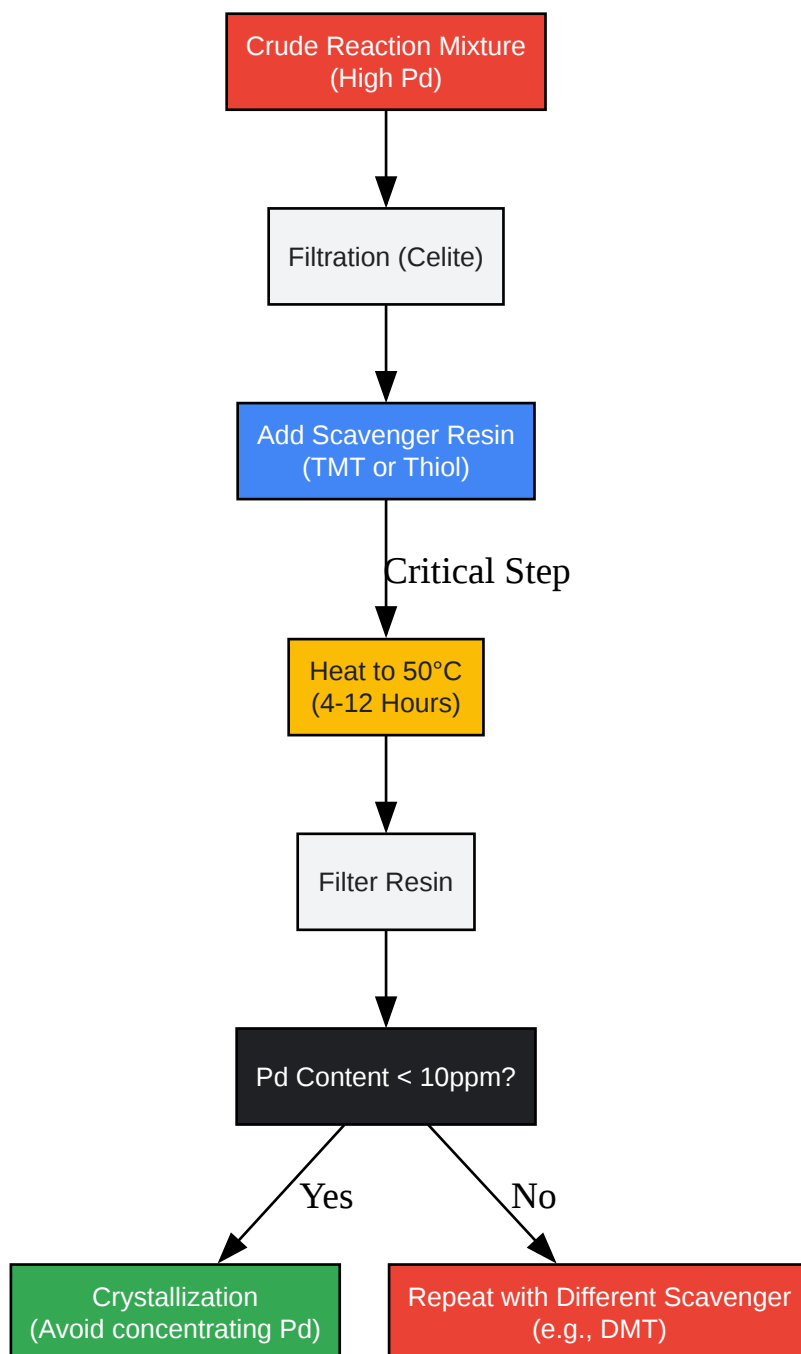 Crude Reaction Mixture
(High Pd)
Filtration (Celite)
Add Scavenger Resin
(TMT or Thiol)
Critical Step
Heat to 50°C
(4-12 Hours)
Filter Resin
Pd Content < 10ppm?
Yes
No
Crystallization
(Avoid concentrating Pd)
Repeat with Different Scavenger
(e.g., DMT)